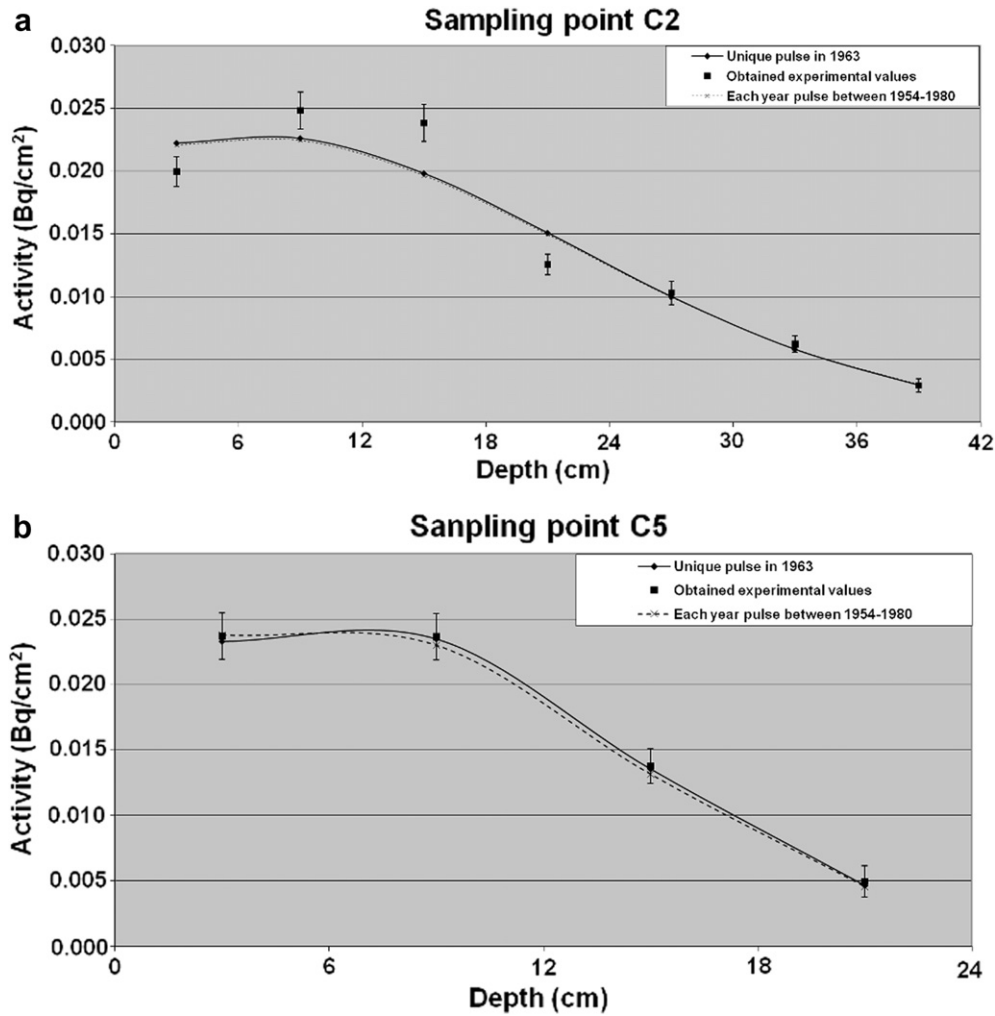 a
Sampling point C2
Unique pulse in 1963
Obtained experimental values
Each year pulse between 1954-1980
Activity (Bq/cm²)
0.030
0.025
0.020
0.015
0.010
0.005
0.000
0 6 12 18 24 30 36 42
Depth (cm)
b
Sanpling point C5
Unique pulse in 1963
Obtained experimental values
Each year pulse between 1954-1980
Activity (Bq/cm²)
0.030
0.025
0.020
0.015
0.010
0.005
0.000
0 6 12 18 24
Depth (cm)